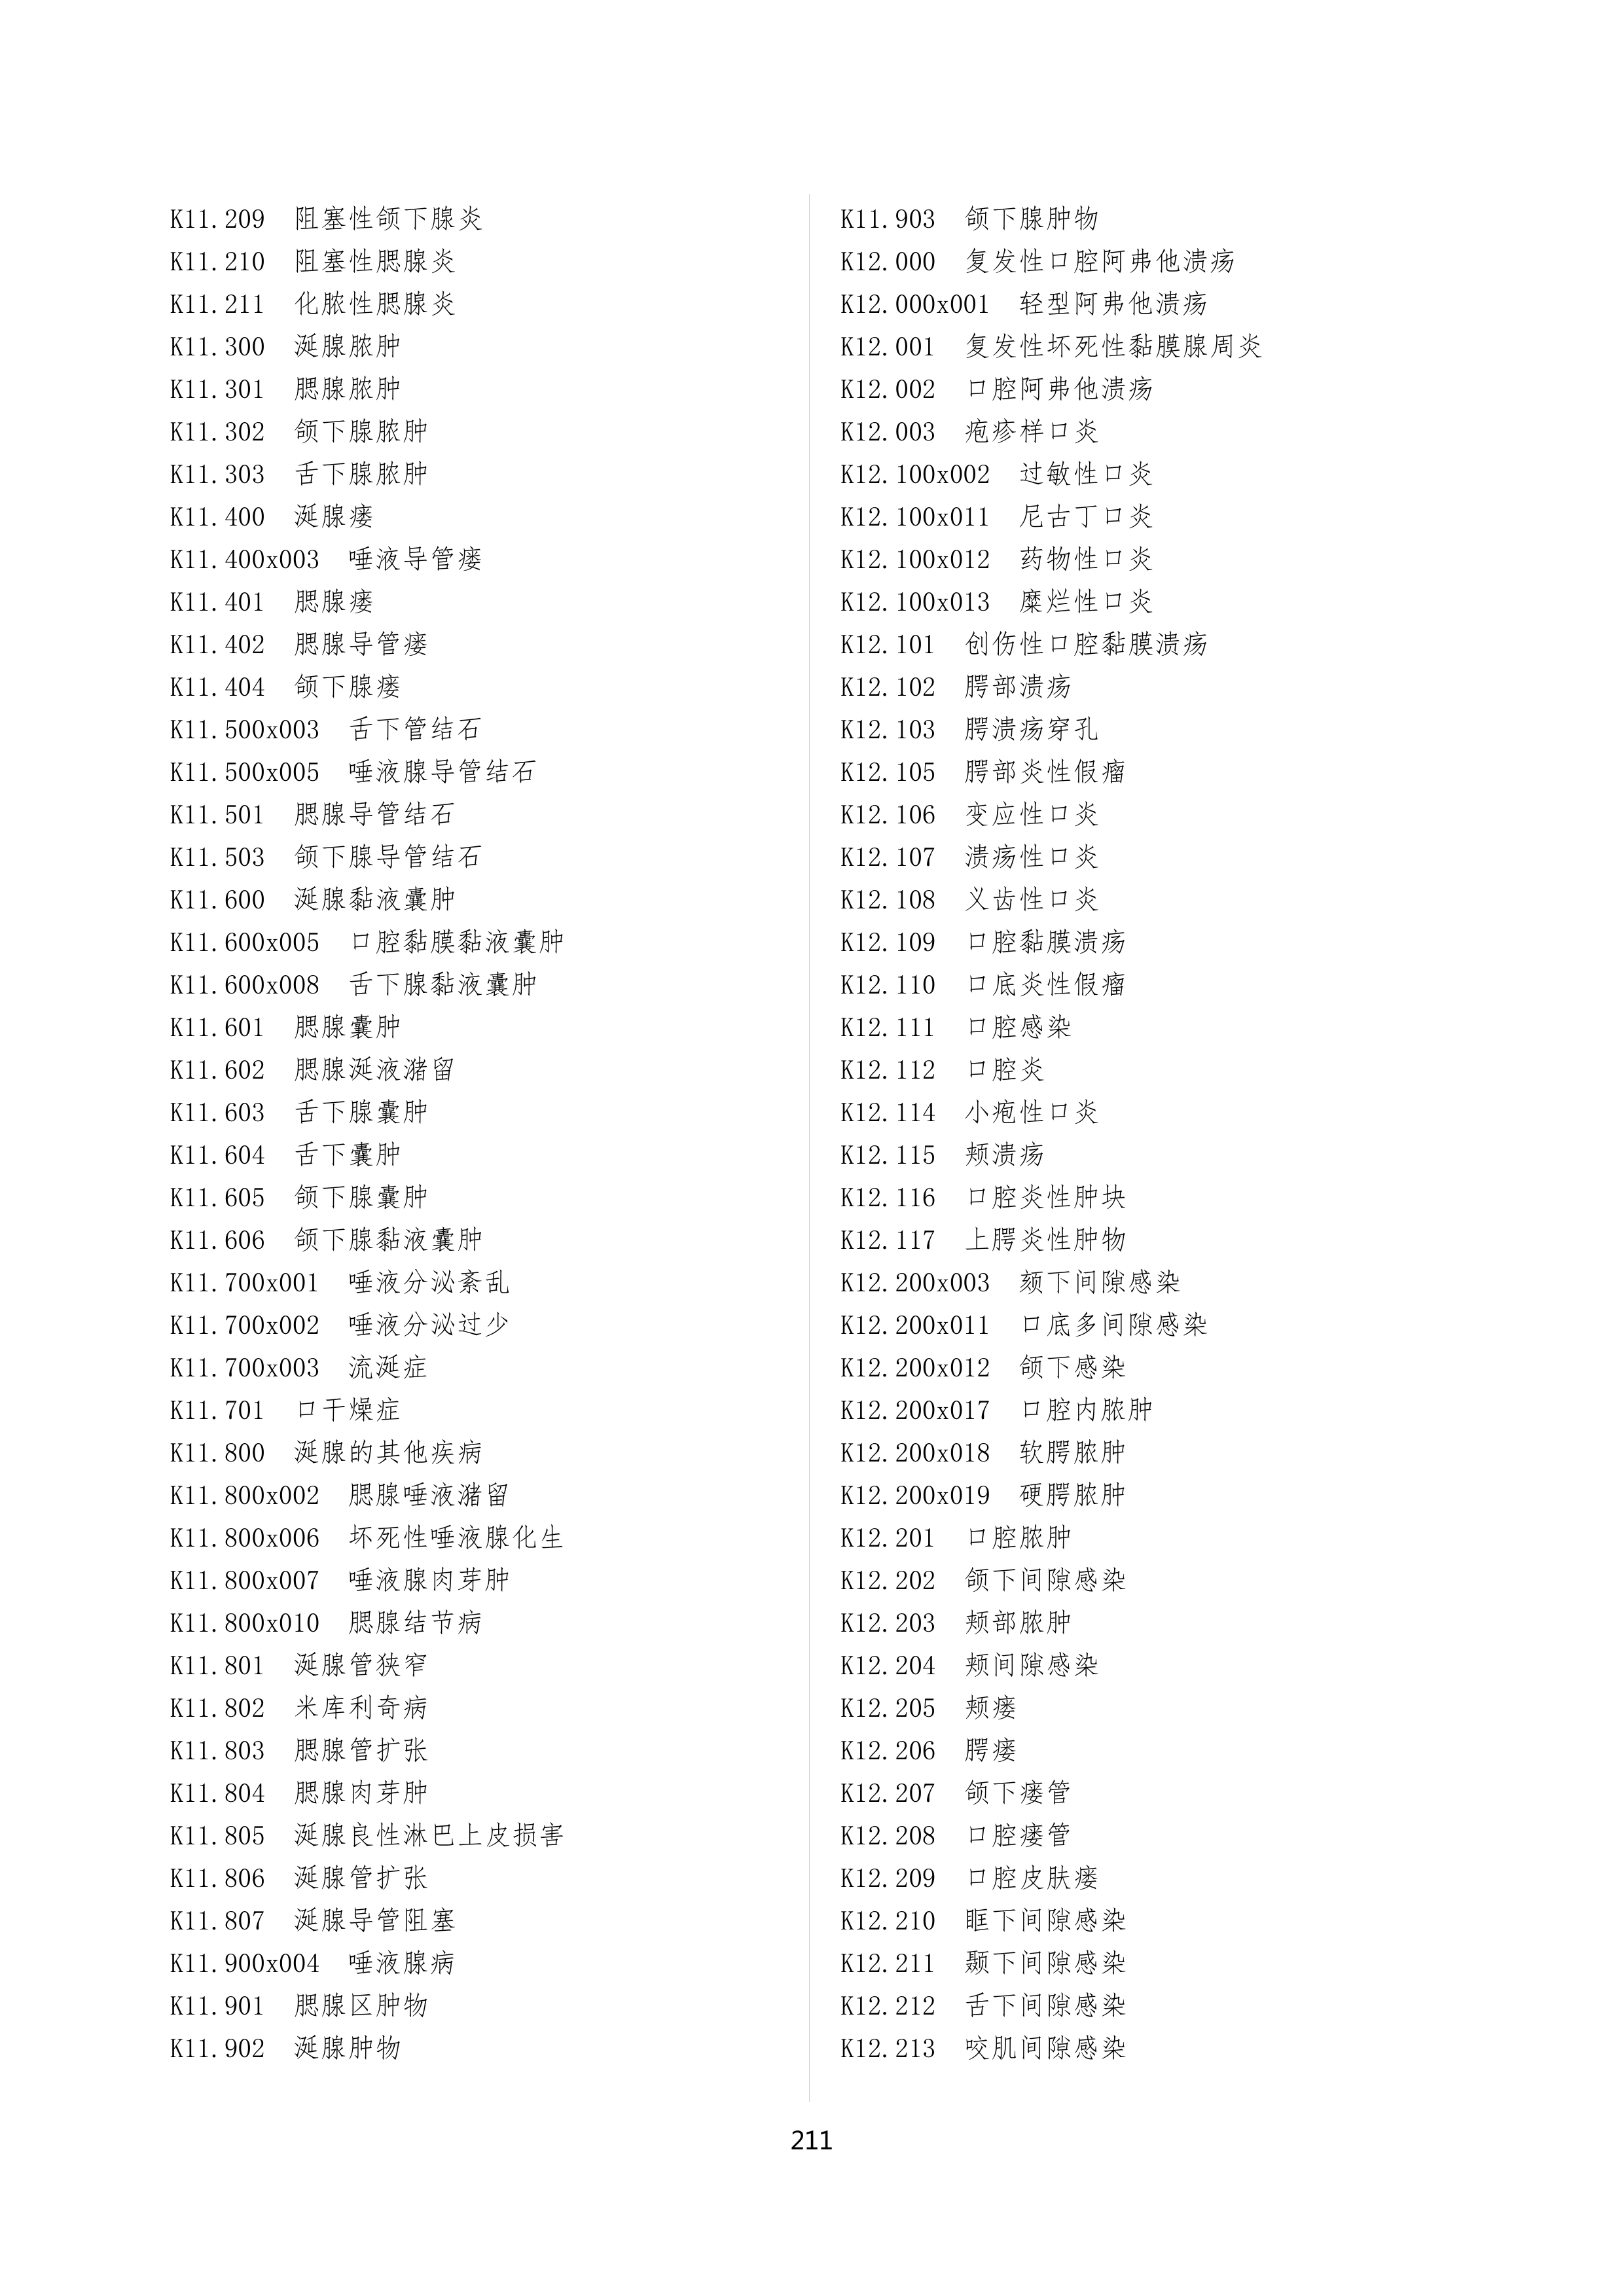 K11.209 阻塞性颌下腺炎
K11.210 阻塞性腮腺炎
K11.211 化脓性腮腺炎
K11.300 涎腺脓肿
K11.301 腮腺脓肿
K11.302 颌下腺脓肿
K11.303 舌下腺脓肿
K11.400 涎腺瘘
K11.400x003 唾液导管瘘
K11.401 腮腺瘘
K11.402 腮腺导管瘘
K11.404 颌下腺瘘
K11.500x003 舌下管结石
K11.500x005 唾液腺导管结石
K11.501 腮腺导管结石
K11.503 颌下腺导管结石
K11.600 涎腺黏液囊肿
K11.600x005 口腔黏膜黏液囊肿
K11.600x008 舌下腺黏液囊肿
K11.601 腮腺囊肿
K11.602 腮腺涎液潴留
K11.603 舌下腺囊肿
K11.604 舌下囊肿
K11.605 颌下腺囊肿
K11.606 颌下腺黏液囊肿
K11.700x001 唾液分泌紊乱
K11.700x002 唾液分泌过少
K11.700x003 流涎症
K11.701 口干燥症
K11.800 涎腺的其他疾病
K11.800x002 腮腺唾液潴留
K11.800x006 坏死性唾液腺化生
K11.800x007 唾液腺肉芽肿
K11.800x010 腮腺结节病
K11.801 涎腺管狭窄
K11.802 米库利奇病
K11.803 腮腺管扩张
K11.804 腮腺肉芽肿
K11.805 涎腺良性淋巴上皮损害
K11.806 涎腺管扩张
K11.807 涎腺导管阻塞
K11.900x004 唾液腺病
K11.901 腮腺区肿物
K11.902 涎腺肿物
K11.903 颌下腺肿物
K12.000 复发性口腔阿弗他溃疡
K12.000x001 轻型阿弗他溃疡
K12.001 复发性坏死性黏膜腺周炎
K12.002 口腔阿弗他溃疡
K12.003 疱疹样口炎
K12.100x002 过敏性口炎
K12.100x011 尼古丁口炎
K12.100x012 药物性口炎
K12.100x013 糜烂性口炎
K12.101 创伤性口腔黏膜溃疡
K12.102 腭部溃疡
K12.103 腭溃疡穿孔
K12.105 腭部炎性假瘤
K12.106 变应性口炎
K12.107 溃疡性口炎
K12.108 义齿性口炎
K12.109 口腔黏膜溃疡
K12.110 口底炎性假瘤
K12.111 口腔感染
K12.112 口腔炎
K12.114 小疱性口炎
K12.115 颊溃疡
K12.116 口腔炎性肿块
K12.117 上腭炎性肿物
K12.200x003 颏下间隙感染
K12.200x011 口底多间隙感染
K12.200x012 颌下感染
K12.200x017 口腔内脓肿
K12.200x018 软腭脓肿
K12.200x019 硬腭脓肿
K12.201 口腔脓肿
K12.202 颌下间隙感染
K12.203 颊部脓肿
K12.204 颊间隙感染
K12.205 颊瘘
K12.206 腭瘘
K12.207 颌下瘘管
K12.208 口腔瘘管
K12.209 口腔皮肤瘘
K12.210 眶下间隙感染
K12.211 颞下间隙感染
K12.212 舌下间隙感染
K12.213 咬肌间隙感染
211